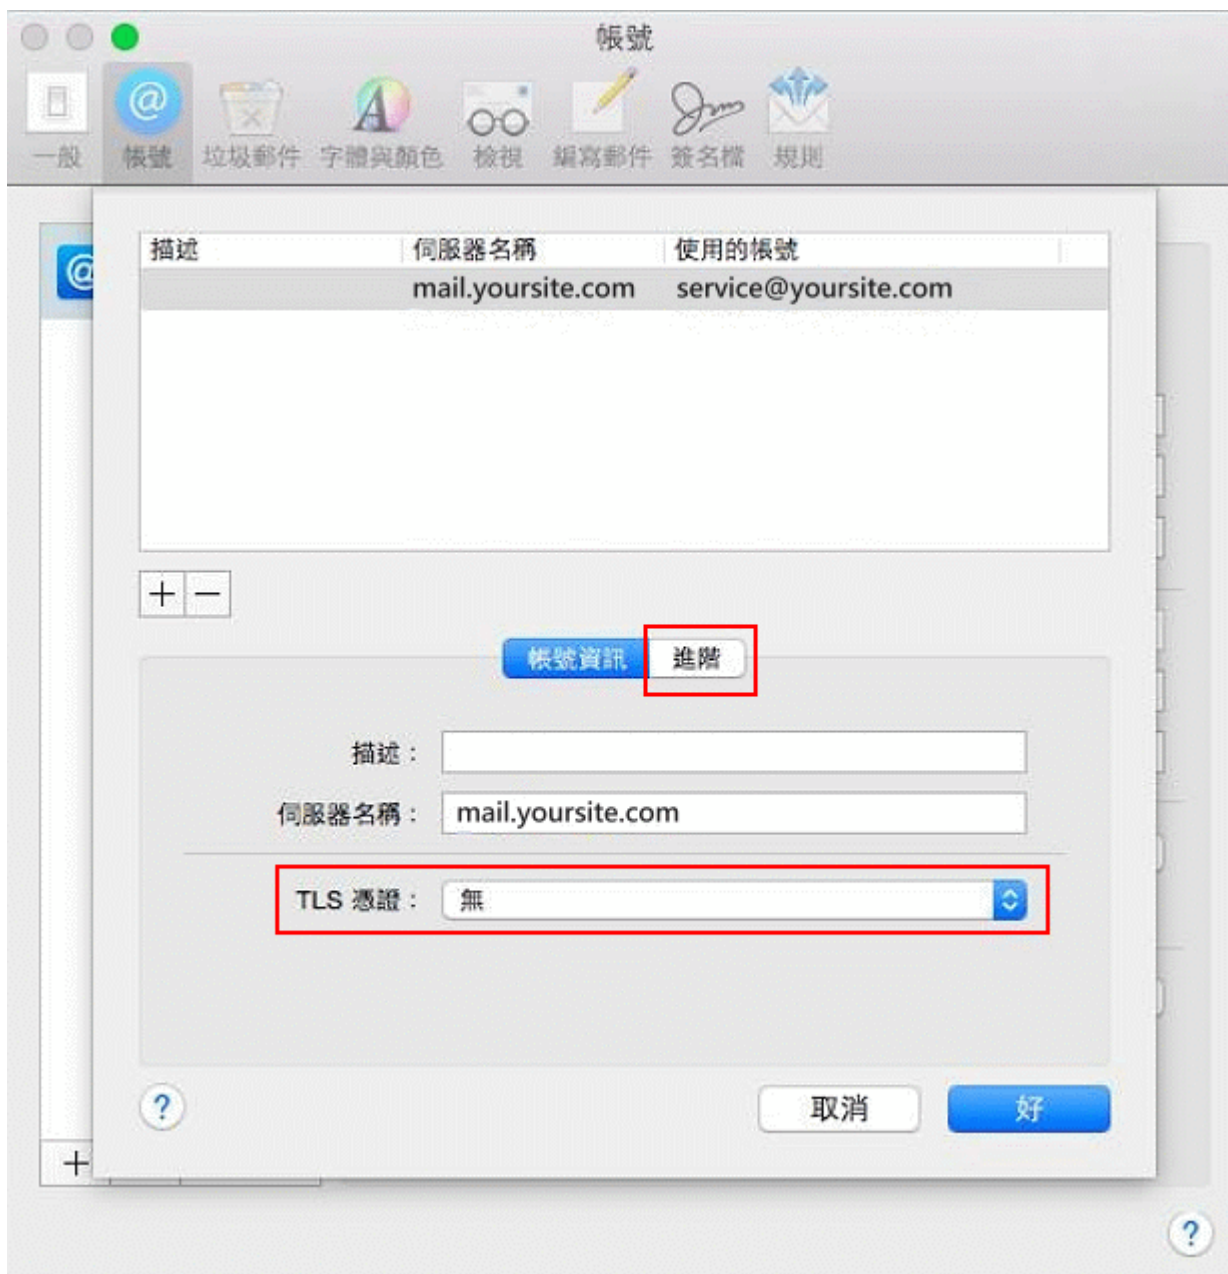 帳號
一般 帳號 垃圾郵件 字體與顏色 檢視 編寫郵件 簽名檔 規則
描述 伺服器名稱 使用的帳號
mail.yoursite.com service@yoursite.com
+ −
帳號資訊 進階
描述：
伺服器名稱： mail.yoursite.com
TLS 憑證： 無
? 取消 好
+
?